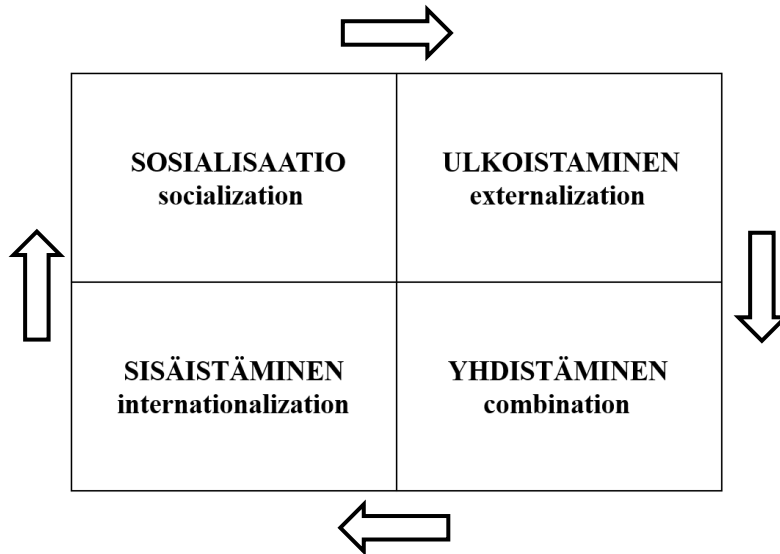 SOSIALISAATIO
socialization
ULKOISTAMINEN
externalization
SISÄISTÄMINEN
internationalization
YHDISTÄMINEN
combination